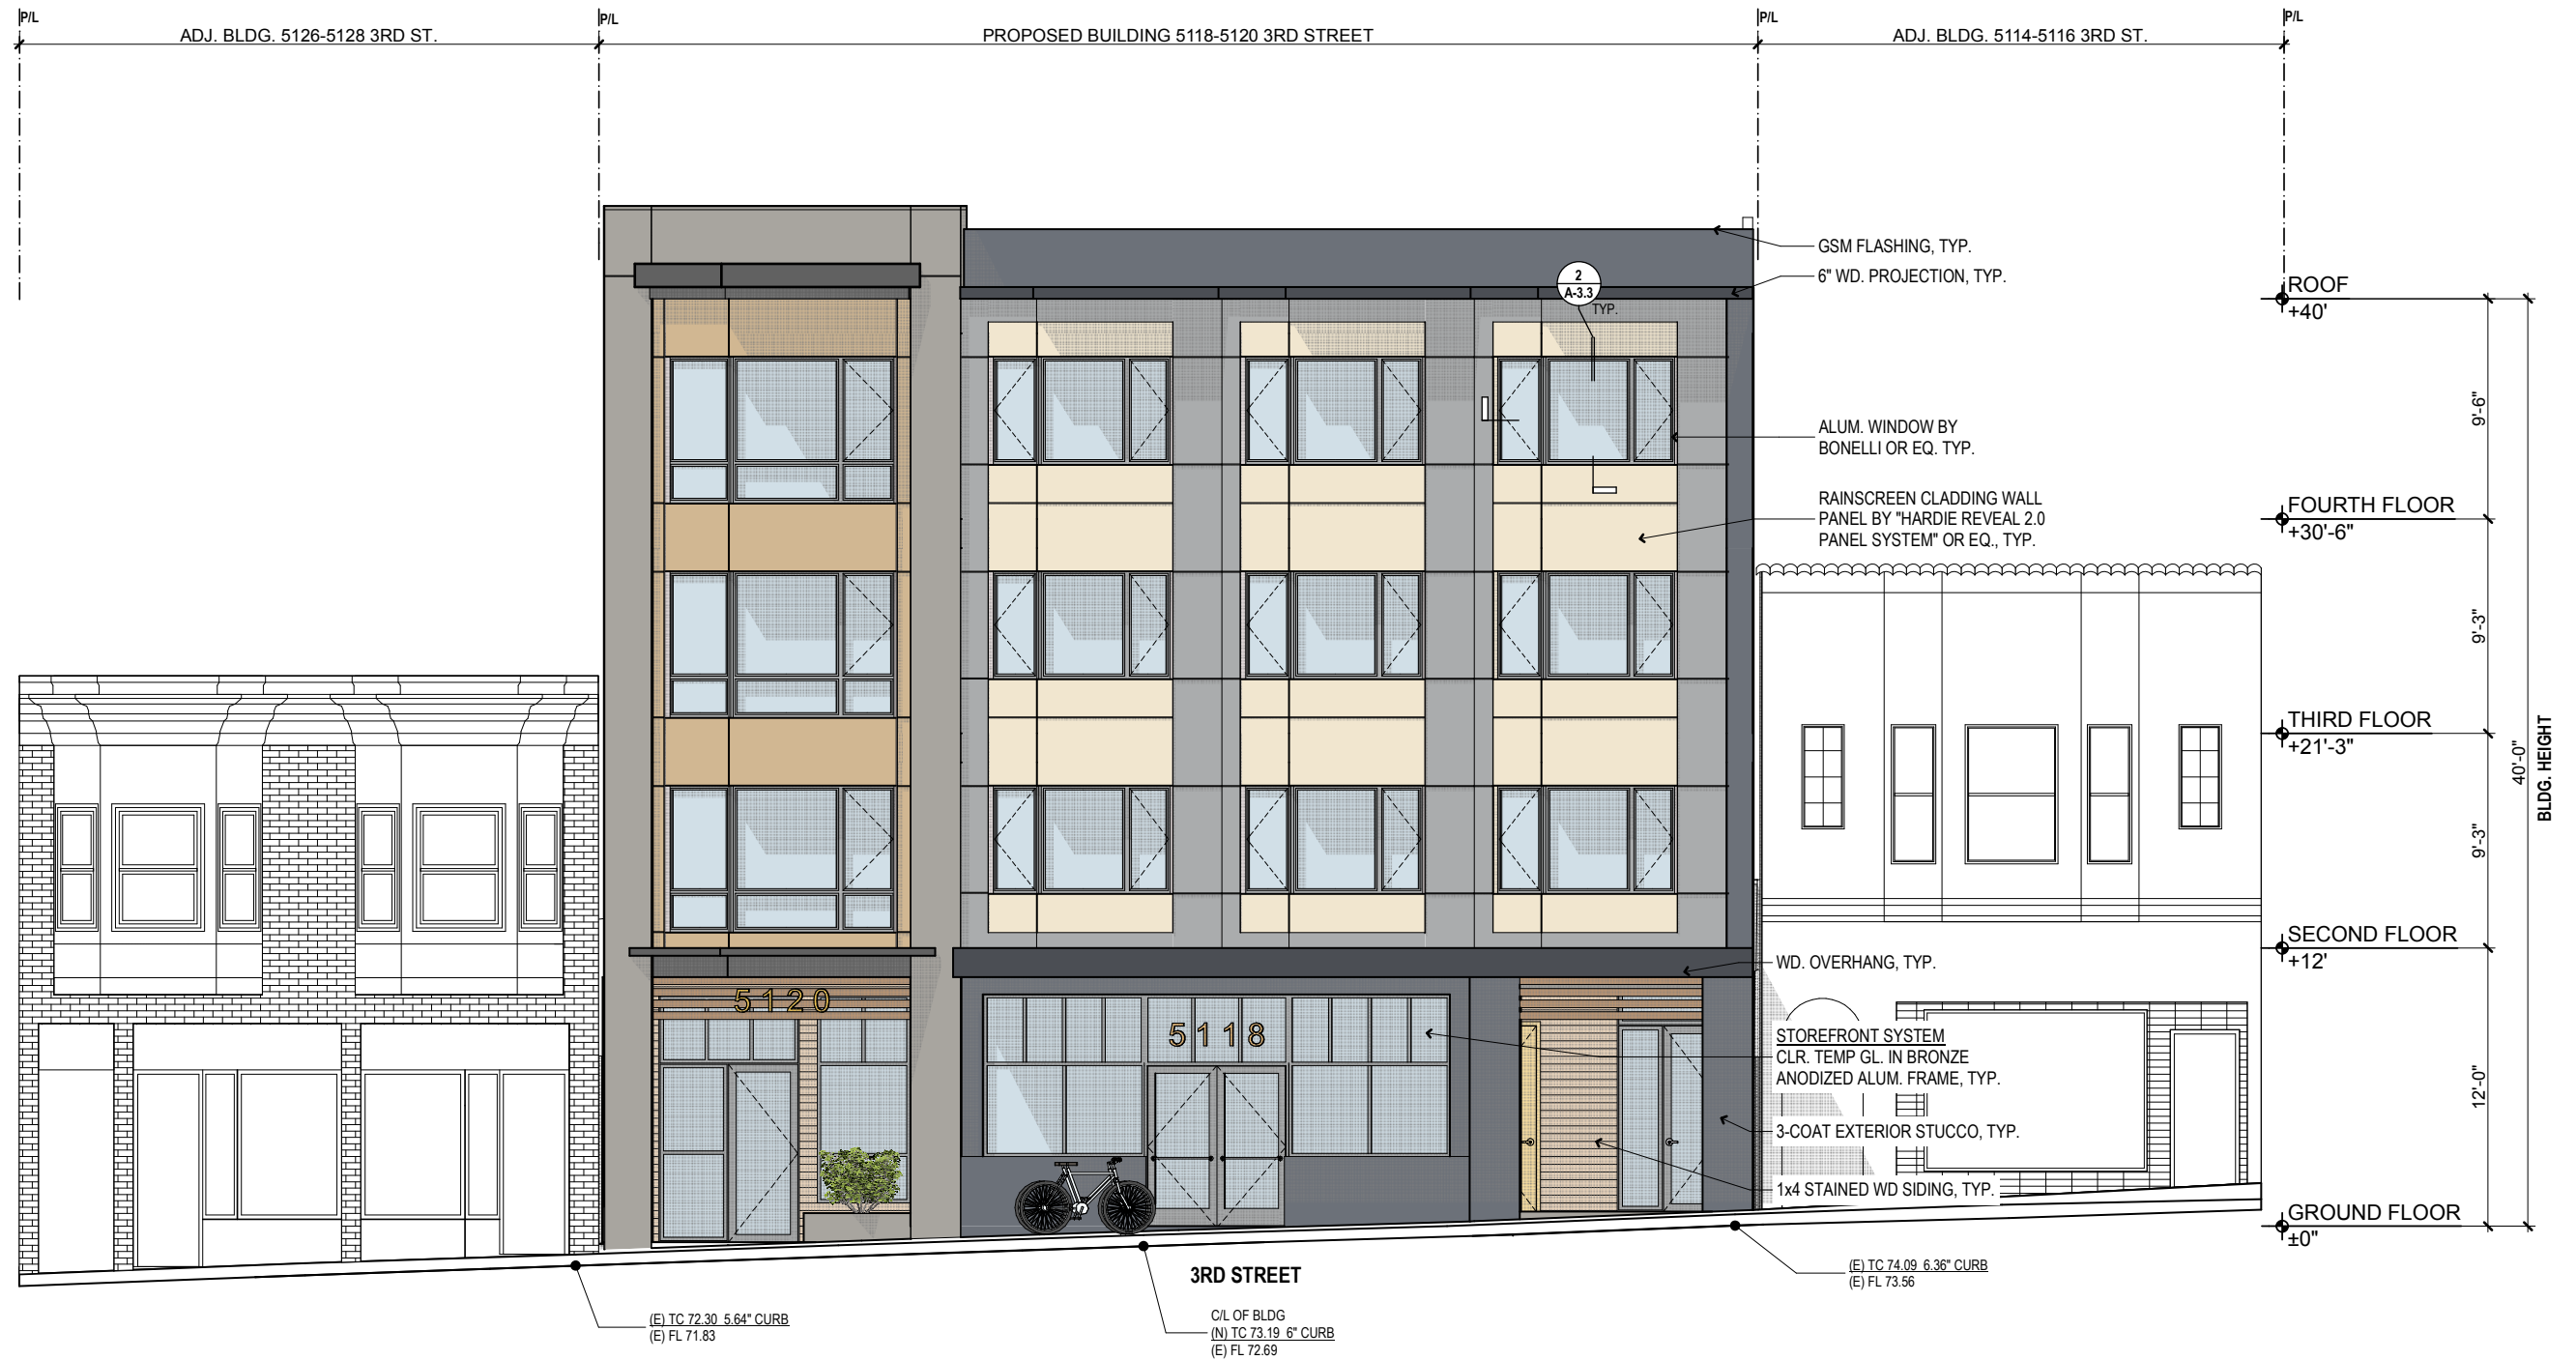 P/L
P/L
P/L
P/L
ADJ. BLDG. 5126-5128 3RD ST.
PROPOSED BUILDING 5118-5120 3RD STREET
ADJ. BLDG. 5114-5116 3RD ST.
GSM FLASHING, TYP.
6" WD. PROJECTION, TYP.
2
A-3.3
TYP.
ROOF
+40'
9'-6"
ALUM. WINDOW BY
BONELLI OR EQ. TYP.
RAINSCREEN CLADDING WALL
PANEL BY "HARDIE REVEAL 2.0
PANEL SYSTEM" OR EQ., TYP.
FOURTH FLOOR
+30'-6"
9'-3"
THIRD FLOOR
+21'-3"
40'-0"
BLDG. HEIGHT
9'-3"
SECOND FLOOR
+12'
WD. OVERHANG, TYP.
5120
5118
STOREFRONT SYSTEM
CLR. TEMP GL. IN BRONZE
ANODIZED ALUM. FRAME, TYP.
12'-0"
3-COAT EXTERIOR STUCCO, TYP.
1x4 STAINED WD SIDING, TYP.
GROUND FLOOR
±0"
3RD STREET
(E) TC 74.09 6.36" CURB
(E) FL 73.56
(E) TC 72.30 5.64" CURB
(E) FL 71.83
C/L OF BLDG
(N) TC 73.19 6" CURB
(E) FL 72.69